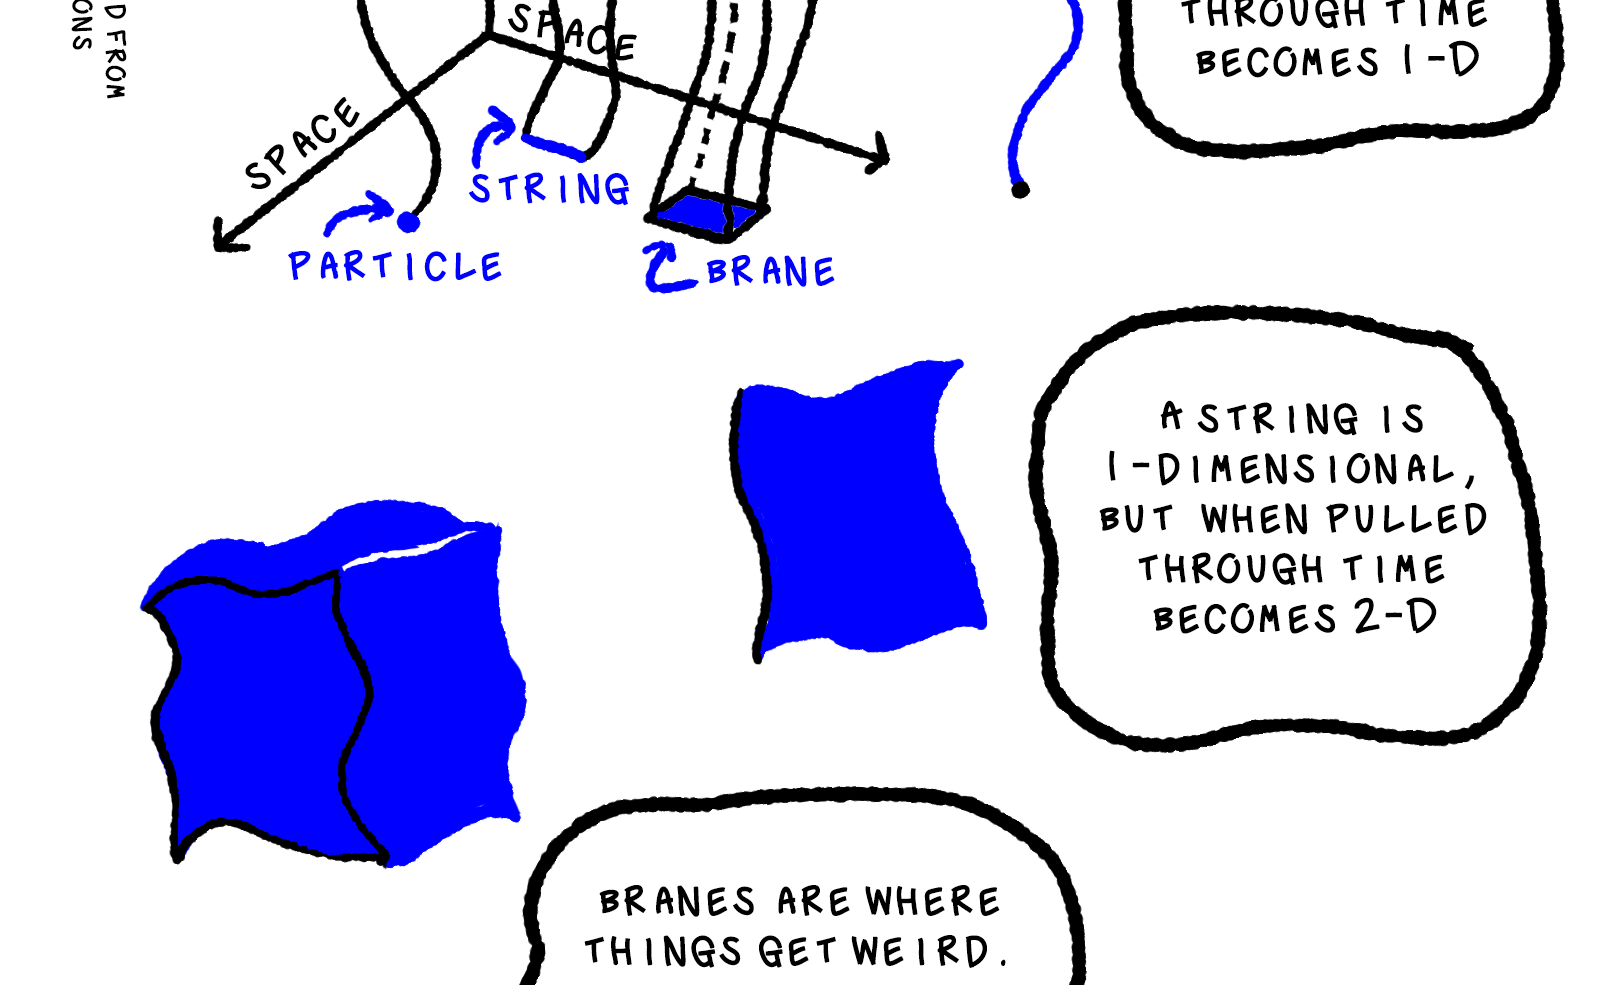 D FROM
ONS
SPACE
SPACE
STRING
PARTICLE
BRANE
THROUGH TIME
BECOMES 1-D
A STRING IS
1-DIMENSIONAL,
BUT WHEN PULLED
THROUGH TIME
BECOMES 2-D
BRANES ARE WHERE
THINGS GET WEIRD.